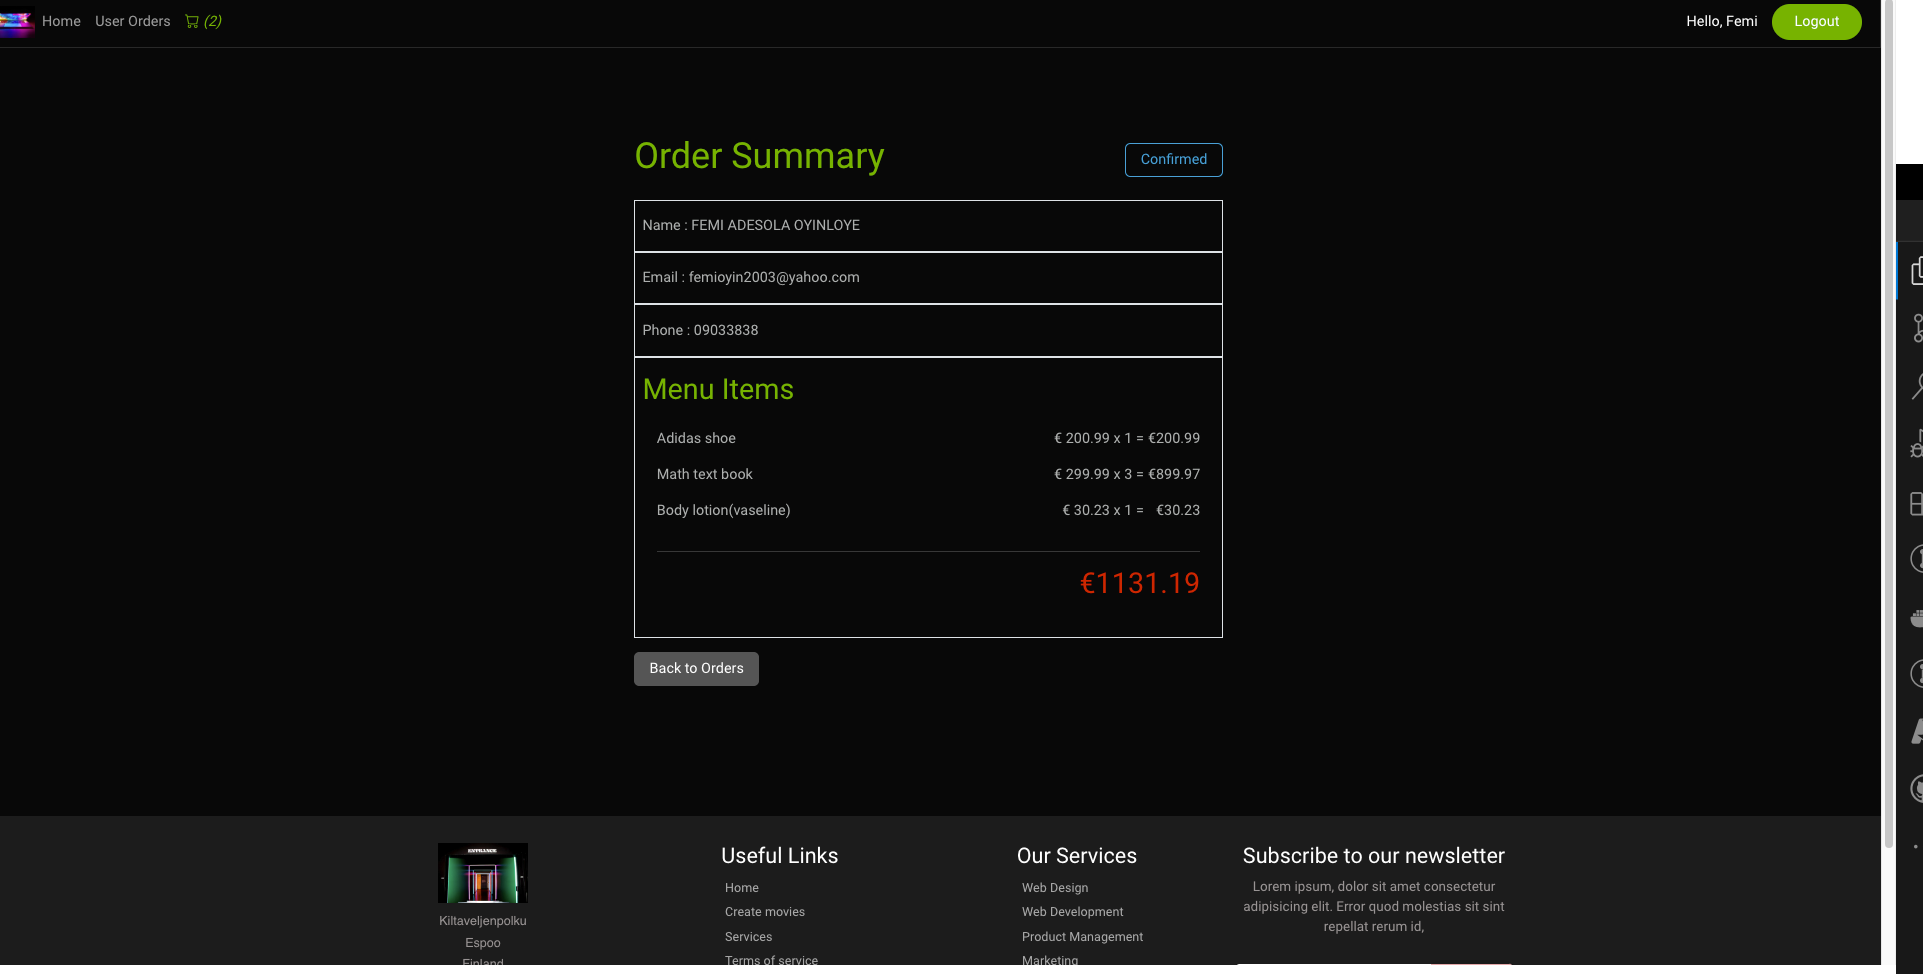 Home User Orders (2) Hello, Femi Logout
Order Summary Confirmed
Name : FEMI ADESOLA OYINLOYE
Email : femioyin2003@yahoo.com
Phone : 09033838
Menu Items
Adidas shoe € 200.99 x 1 = €200.99
Math text book € 299.99 x 3 = €899.97
Body lotion(vaseline) € 30.23 x 1 = €30.23
€1131.19
Back to Orders
ENTRANCE
Kiltaveljenpolku
Espoo
Finland
Useful Links
Home
Create movies
Services
Terms of service
Our Services
Web Design
Web Development
Product Management
Marketing
Subscribe to our newsletter
Lorem ipsum, dolor sit amet consectetur
adipisicing elit. Error quod molestias sit sint
repellat rerum id,